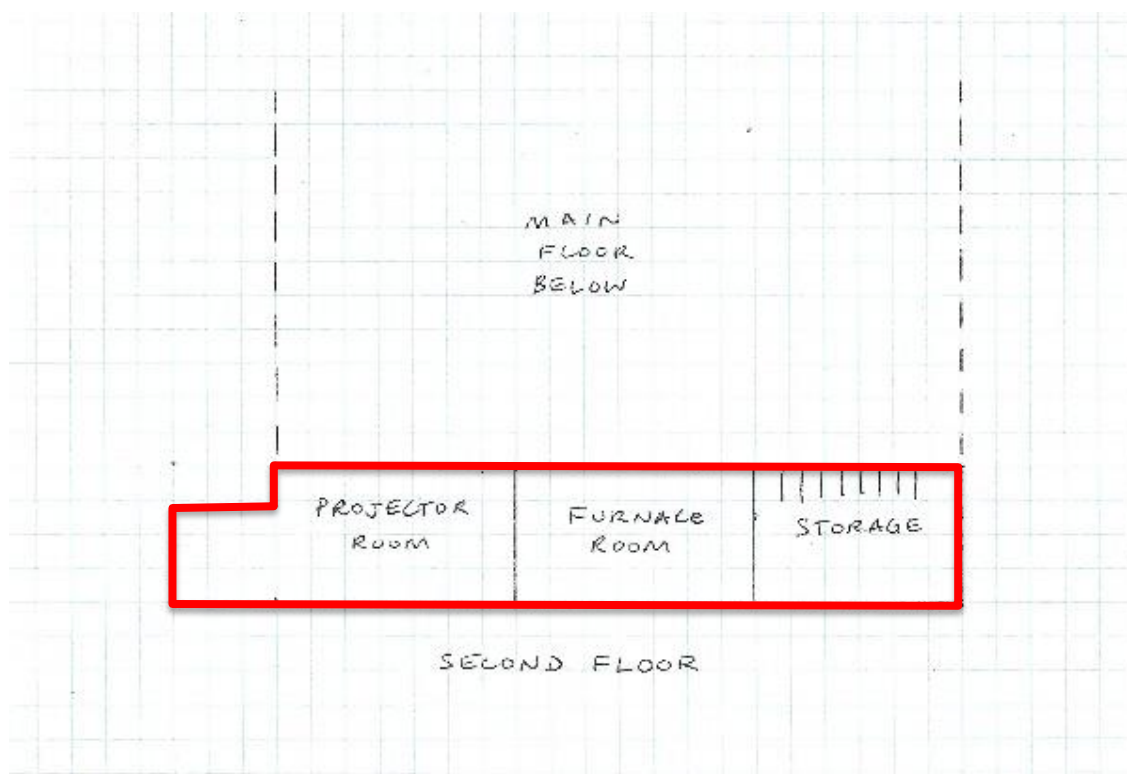 MAIN
FLOOR
BELOW
PROJECTOR
ROOM
FURNACE
ROOM
STORAGE
SECOND FLOOR